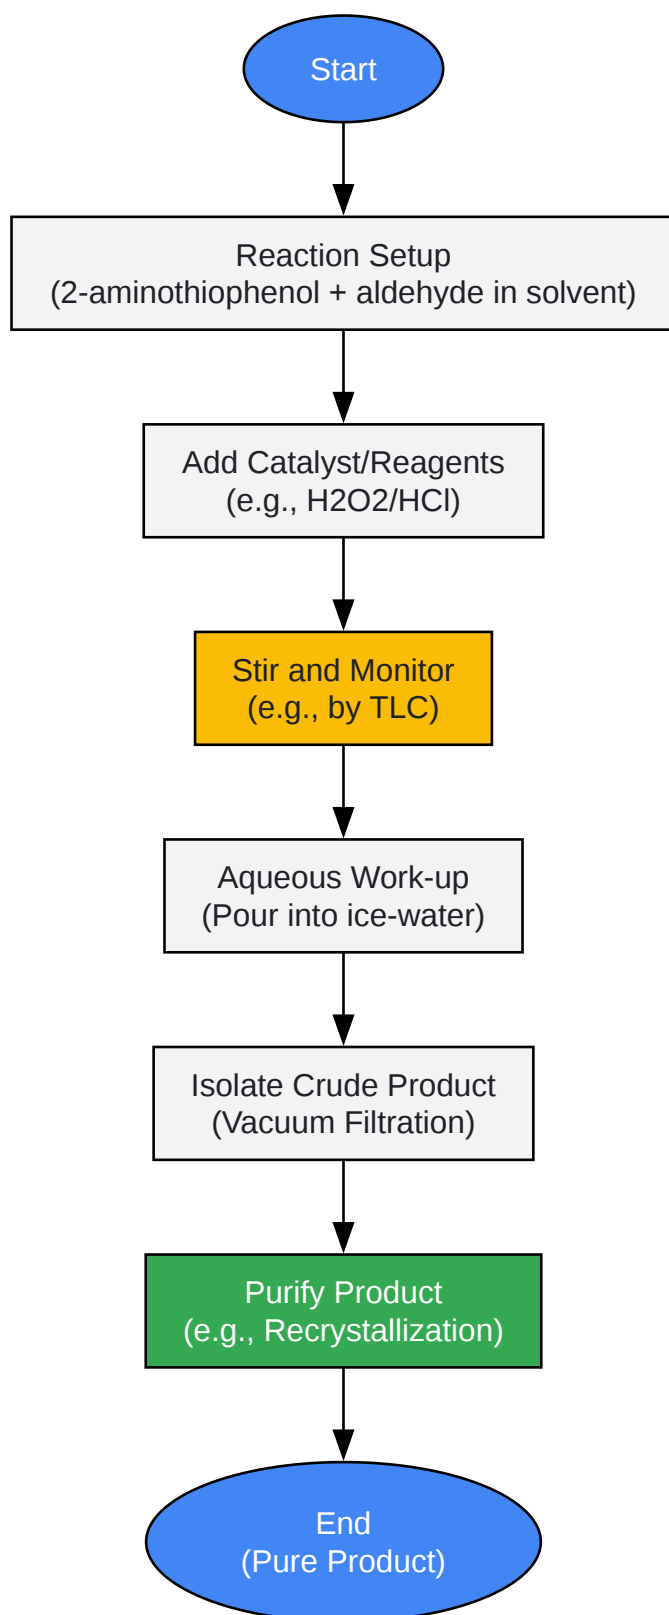 Start
Reaction Setup
(2-aminothiophenol + aldehyde in solvent)
Add Catalyst/Reagents
(e.g., H2O2/HCl)
Stir and Monitor
(e.g., by TLC)
Aqueous Work-up
(Pour into ice-water)
Isolate Crude Product
(Vacuum Filtration)
Purify Product
(e.g., Recrystallization)
End
(Pure Product)